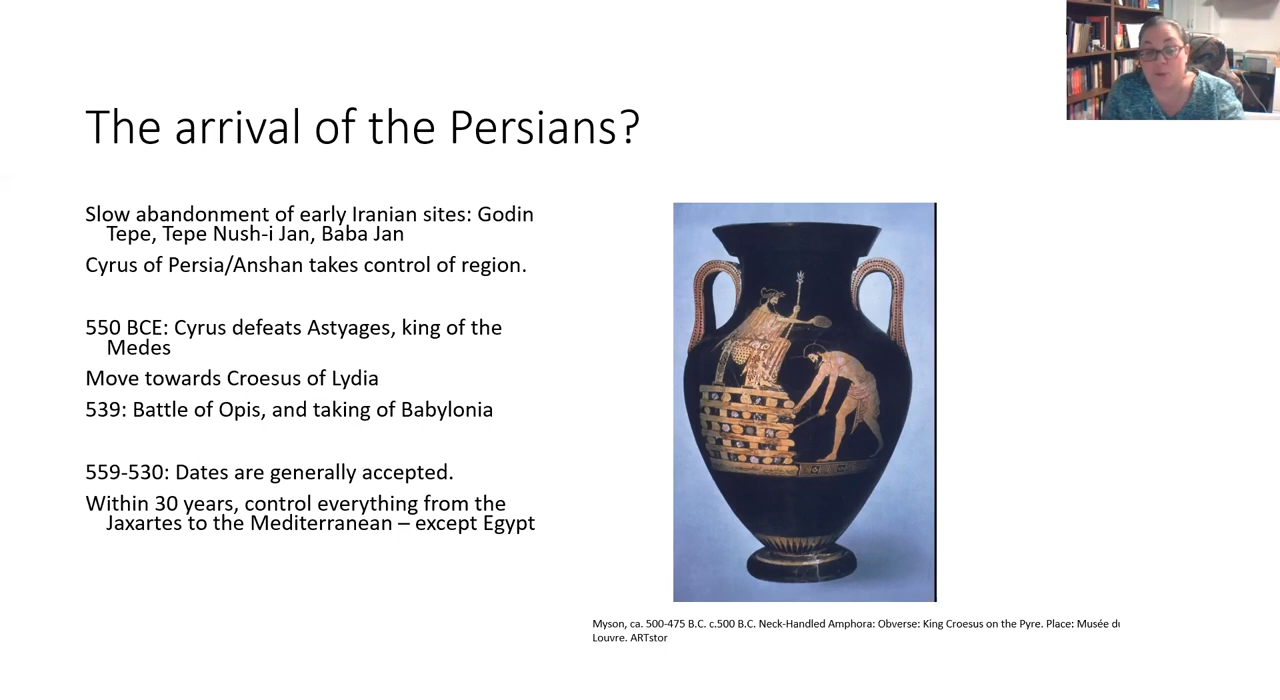 The arrival of the Persians?
Slow abandonment of early Iranian sites: Godin
Tepe, Tepe Nush-i Jan, Baba Jan
Cyrus of Persia/Anshan takes control of region.
550 BCE: Cyrus defeats Astyages, king of the
Medes
Move towards Croesus of Lydia
539: Battle of Opis, and taking of Babylonia
559-530: Dates are generally accepted.
Within 30 years, control everything from the
Jaxartes to the Mediterranean – except Egypt
Myson, ca. 500-475 B.C. c.500 B.C. Neck-Handled Amphora: Obverse: King Croesus on the Pyre. Place: Musée du
Louvre. ARTstor